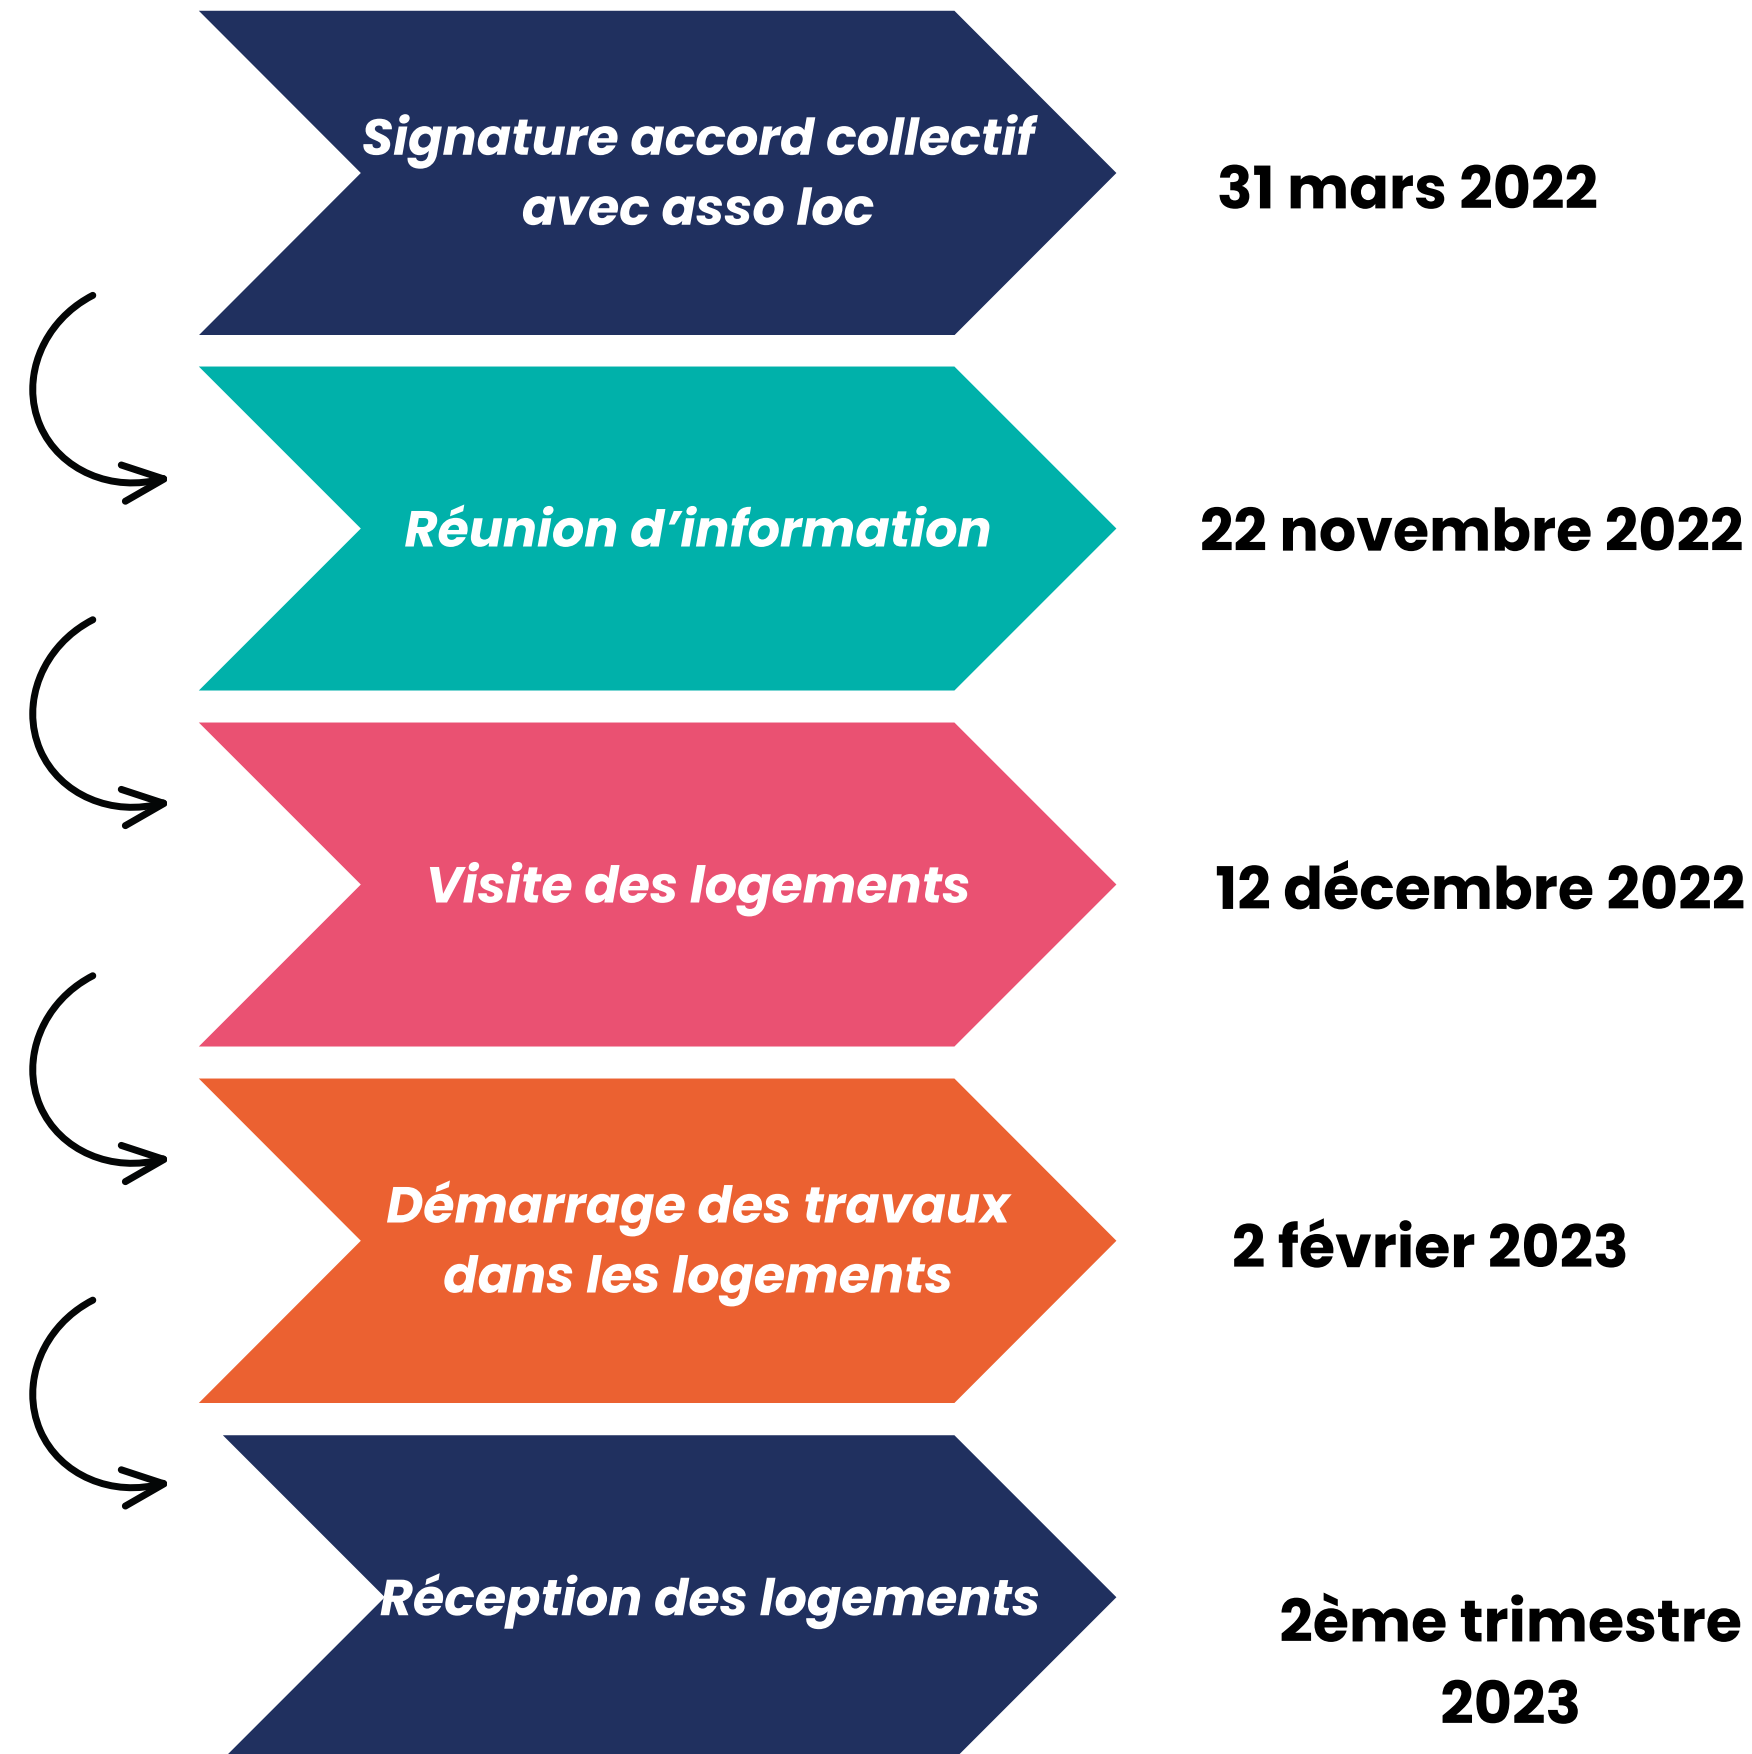 Signature accord collectif
avec asso loc
31 mars 2022
Réunion d’information
22 novembre 2022
Visite des logements
12 décembre 2022
Démarrage des travaux
dans les logements
2 février 2023
Réception des logements
2ème trimestre
2023